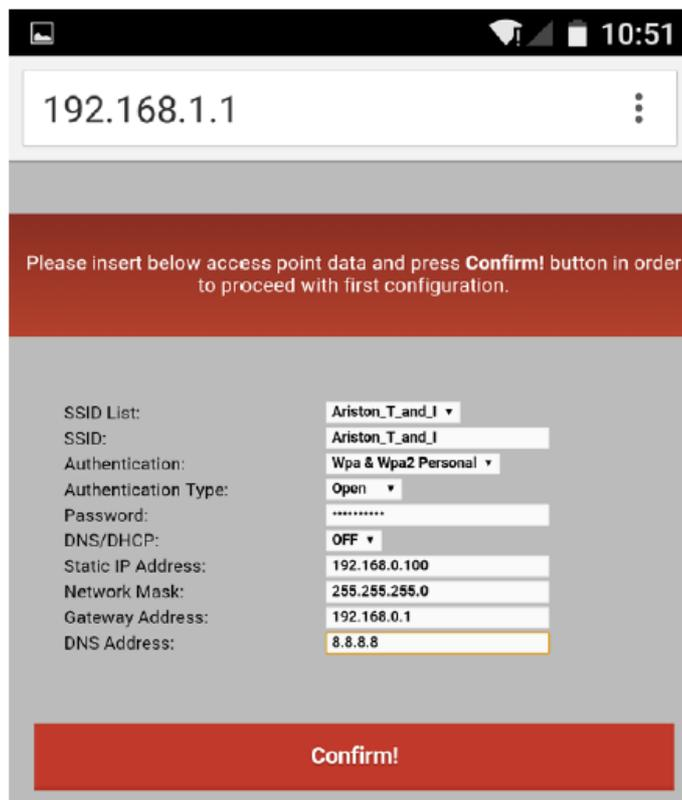 10:51
192.168.1.1
Please insert below access point data and press Confirm! button in order
to proceed with first configuration.
SSID List: Ariston_T_and_I
SSID: Ariston_T_and_I
Authentication: Wpa & Wpa2 Personal
Authentication Type: Open
Password: ••••••••••
DNS/DHCP: OFF
Static IP Address: 192.168.0.100
Network Mask: 255.255.255.0
Gateway Address: 192.168.0.1
DNS Address: 8.8.8.8
Confirm!